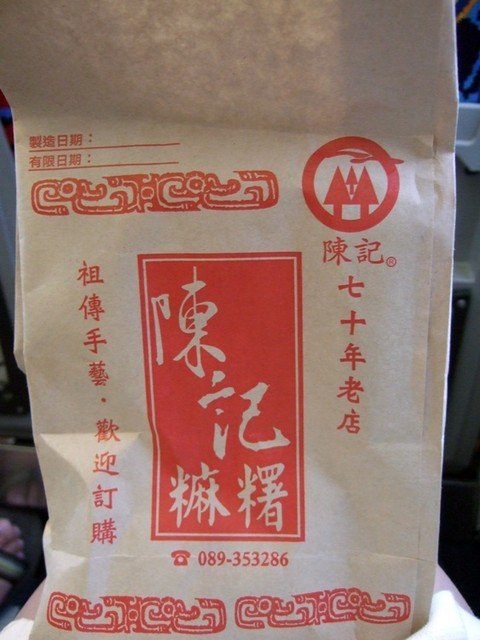 製造日期：
有限日期：
陳記®
七十年老店
陳記
糍糬
祖傳手藝・歡迎訂購
☎ 089-353286